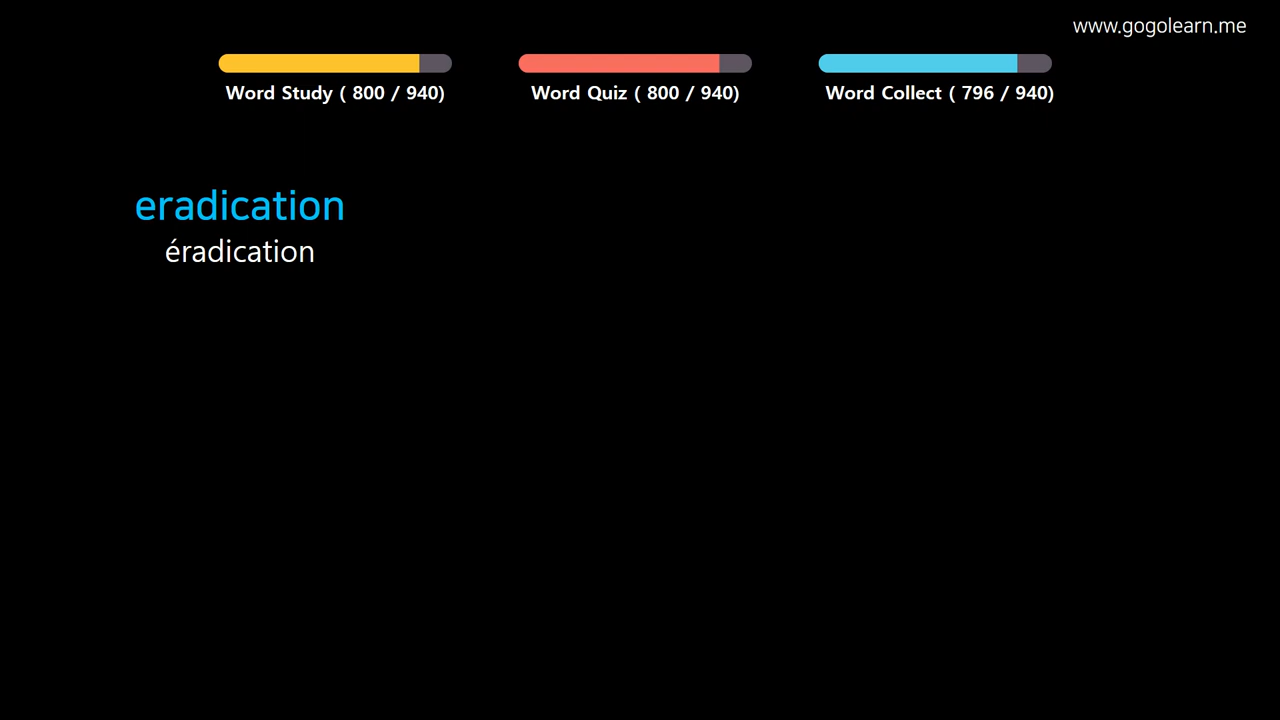 www.gogolearn.me
Word Study ( 800 / 940)
Word Quiz ( 800 / 940)
Word Collect ( 796 / 940)
eradication
éradication